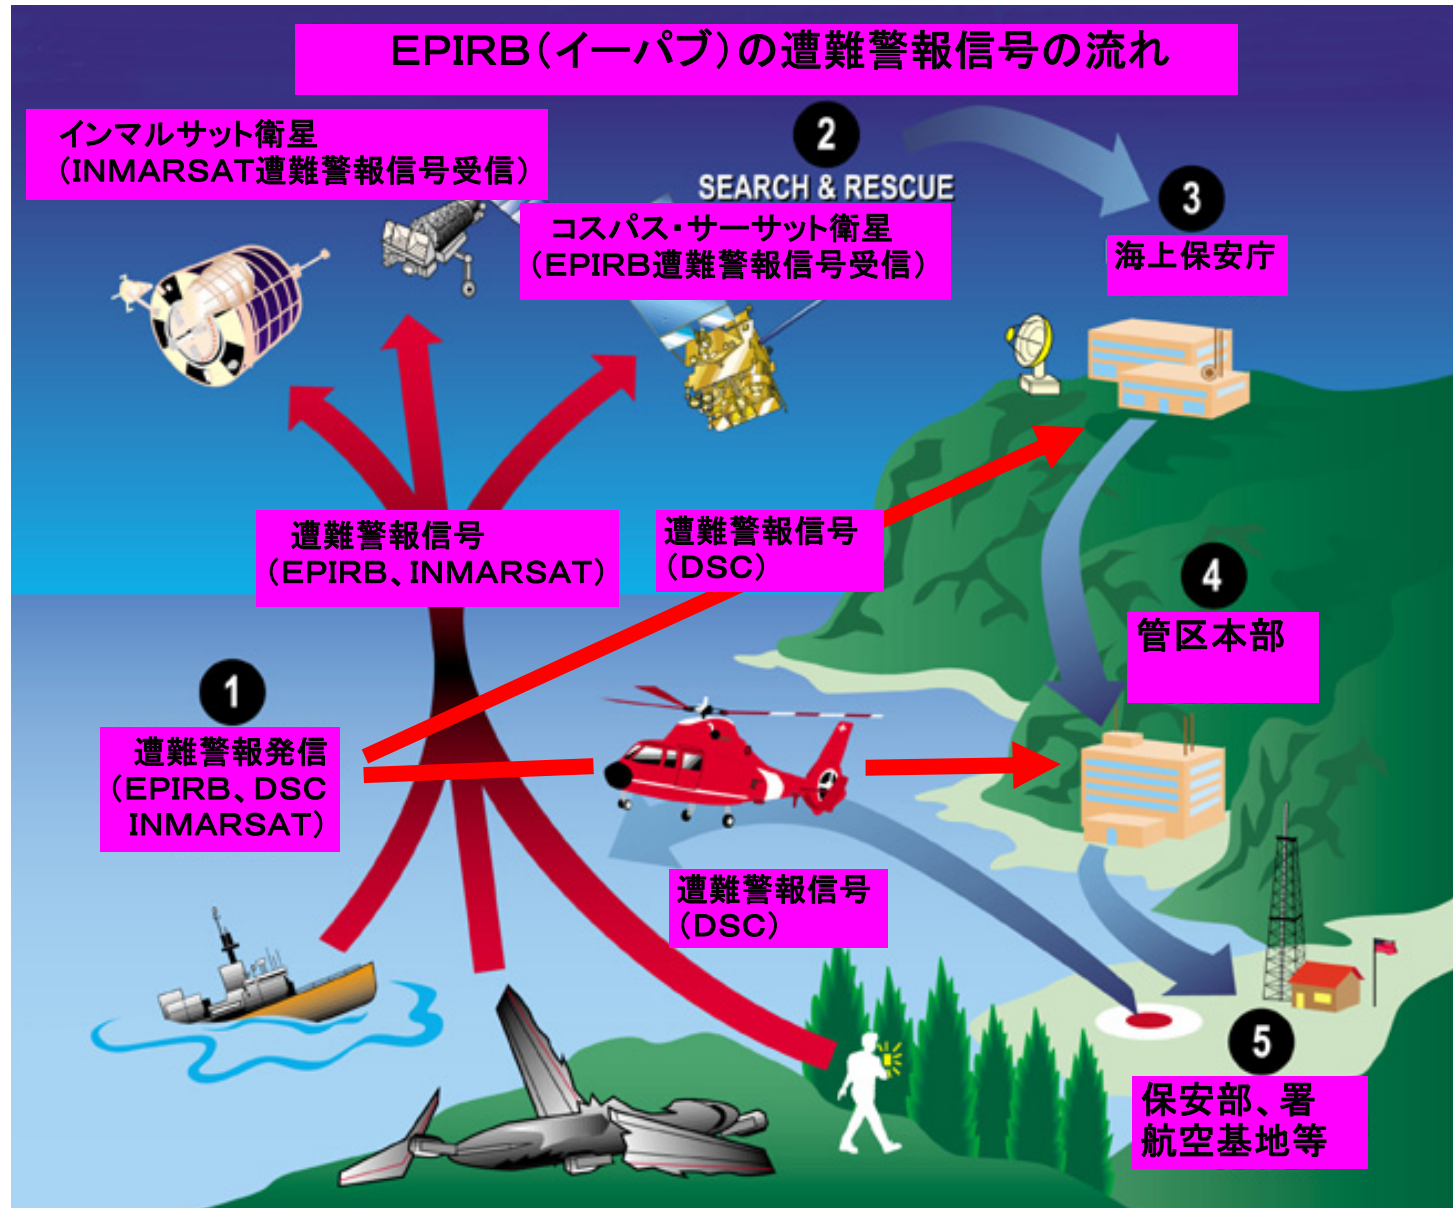 EPIRB(イーパブ)の遭難警報信号の流れ
インマルサット衛星
(INMARSAT遭難警報信号受信)
2
SEARCH & RESCUE
コスパス・サーサット衛星
(EPIRB遭難警報信号受信)
3
海上保安庁
遭難警報信号
(EPIRB、INMARSAT)
遭難警報信号
(DSC)
4
管区本部
1
遭難警報発信
(EPIRB、DSC
INMARSAT)
遭難警報信号
(DSC)
5
保安部、署
航空基地等